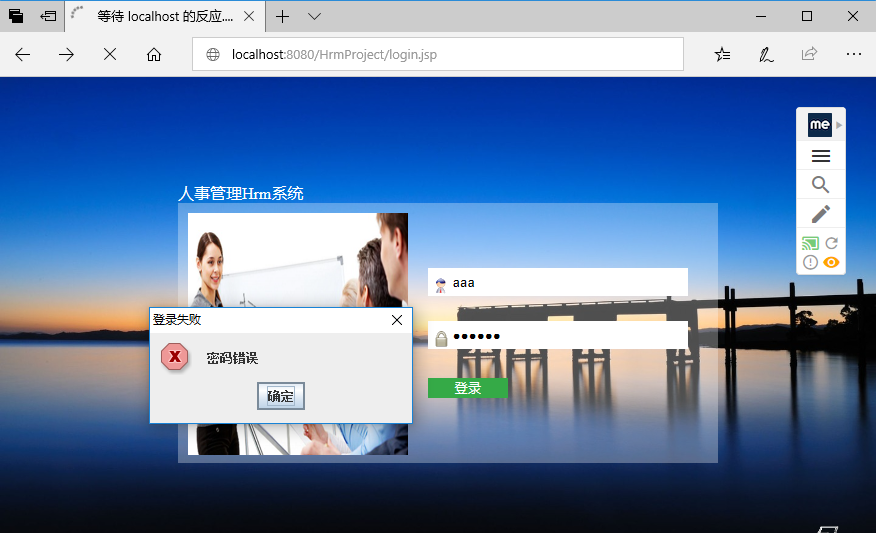 等待 localhost 的反应....
localhost:8080/HrmProject/login.jsp
me
人事管理Hrm系统
aaa
••••••
登录
登录失败
密码错误
确定